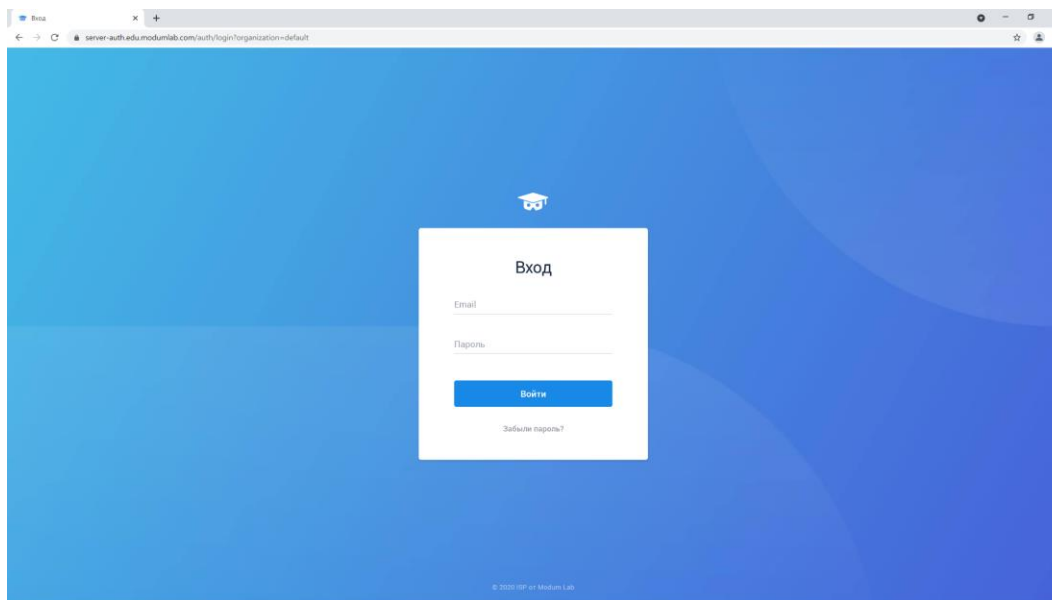 Вход
server-auth.edu.modumlab.com/auth/login?organization=default
Вход
Email
Пароль
Войти
Забыли пароль?
© 2020 ISP от Modum Lab